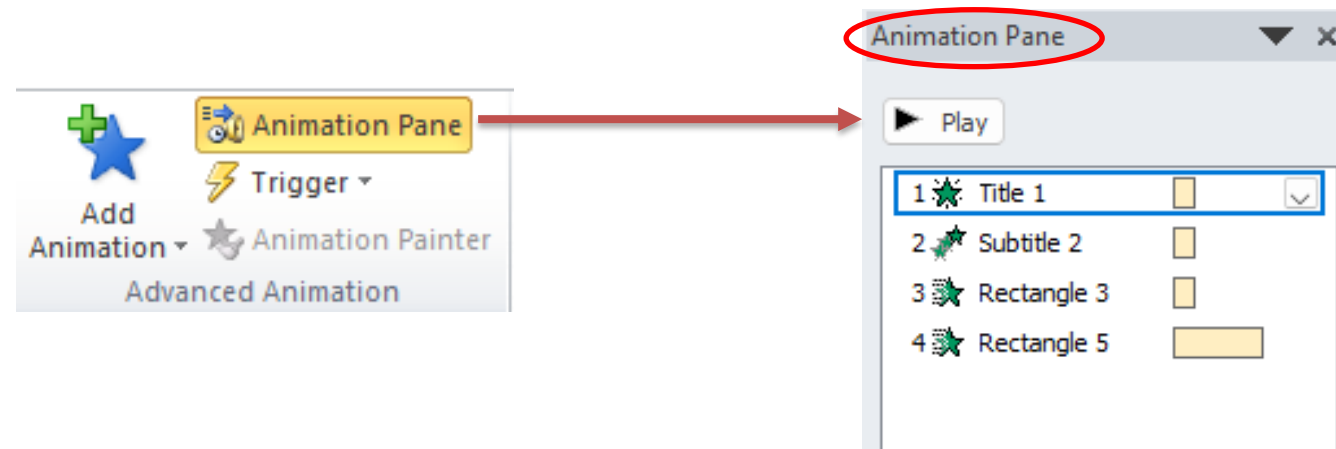 Add
Animation
Animation Pane
Trigger
Animation Painter
Advanced Animation
Animation Pane
Play
1 Title 1
2 Subtitle 2
3 Rectangle 3
4 Rectangle 5